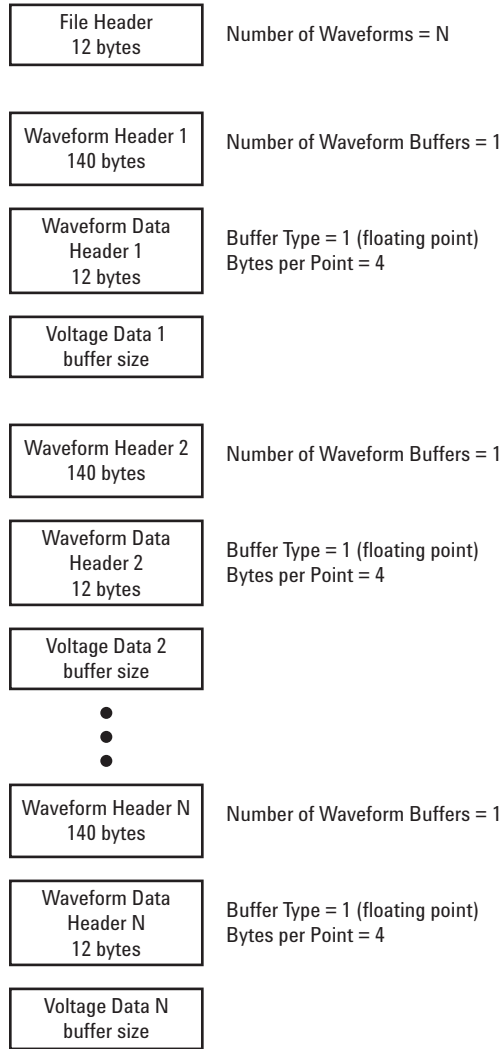 File Header
12 bytes
Number of Waveforms = N
Waveform Header 1
140 bytes
Number of Waveform Buffers = 1
Waveform Data
Header 1
12 bytes
Buffer Type = 1 (floating point)
Bytes per Point = 4
Voltage Data 1
buffer size
Waveform Header 2
140 bytes
Number of Waveform Buffers = 1
Waveform Data
Header 2
12 bytes
Buffer Type = 1 (floating point)
Bytes per Point = 4
Voltage Data 2
buffer size
Waveform Header N
140 bytes
Number of Waveform Buffers = 1
Waveform Data
Header N
12 bytes
Buffer Type = 1 (floating point)
Bytes per Point = 4
Voltage Data N
buffer size